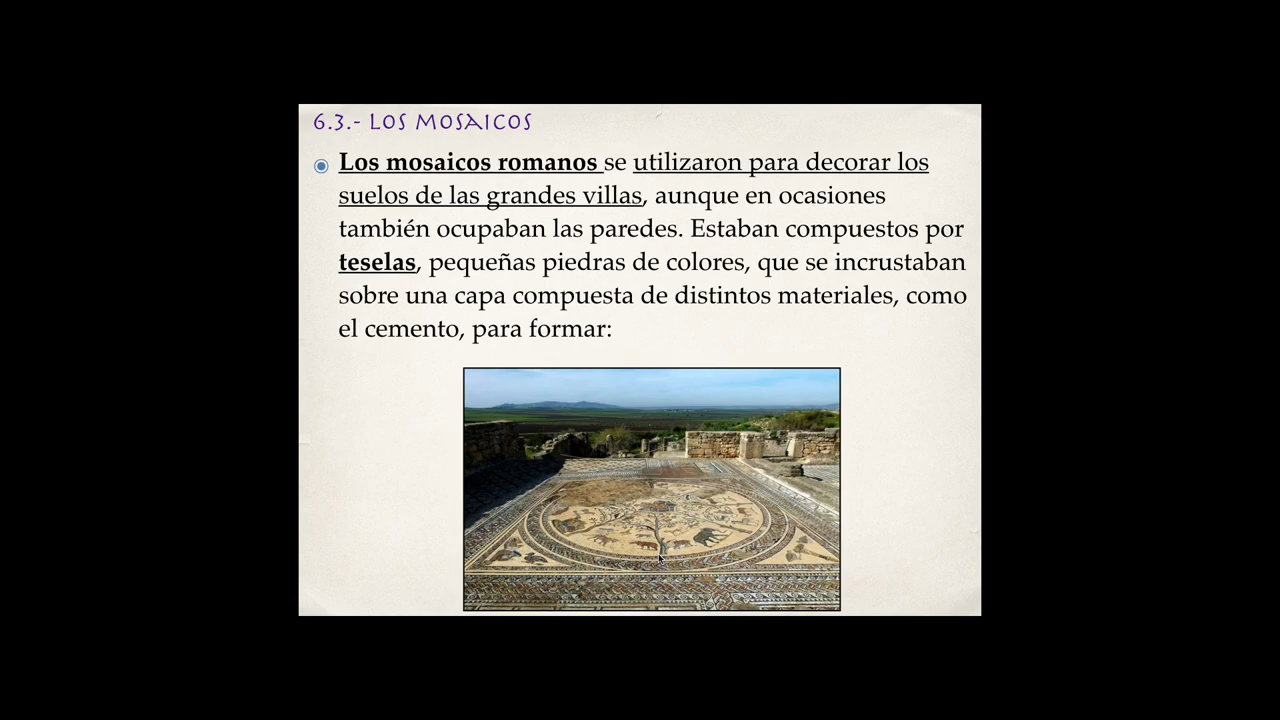 6.3.- LOS MOSAICOS
Los mosaicos romanos se utilizaron para decorar los
suelos de las grandes villas, aunque en ocasiones
también ocupaban las paredes. Estaban compuestos por
teselas, pequeñas piedras de colores, que se incrustaban
sobre una capa compuesta de distintos materiales, como
el cemento, para formar: